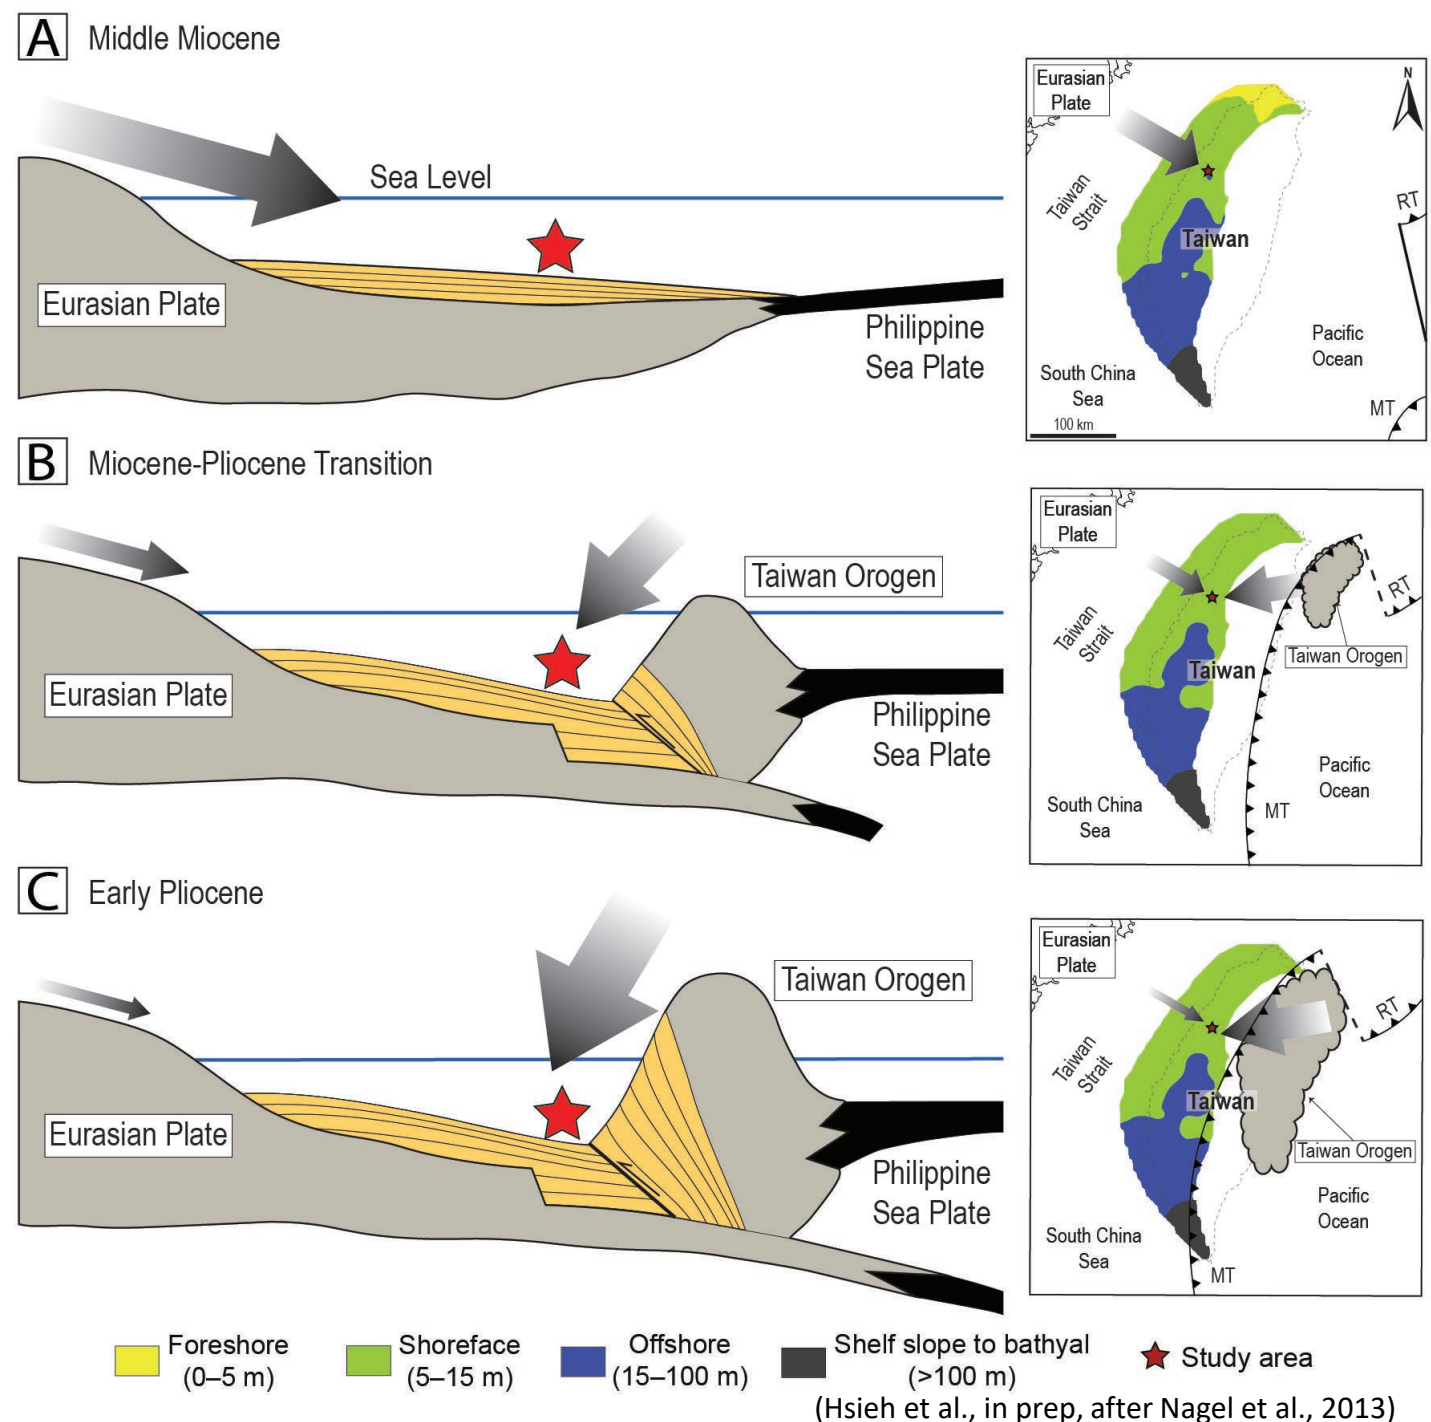 A Middle Miocene
Sea Level
Eurasian Plate
Philippine
Sea Plate
Eurasian
Plate
N
Taiwan
Strait
Taiwan
RT
Pacific
Ocean
South China
Sea
MT
100 km
B Miocene-Pliocene Transition
Taiwan Orogen
Eurasian Plate
Philippine
Sea Plate
Eurasian
Plate
RT
Taiwan
Strait
Taiwan Orogen
Taiwan
Pacific
Ocean
South China
Sea
MT
C Early Pliocene
Taiwan Orogen
Eurasian Plate
Philippine
Sea Plate
Eurasian
Plate
RT
Taiwan
Strait
Taiwan
Taiwan Orogen
Pacific
Ocean
South China
Sea
MT
Foreshore
(0–5 m)
Shoreface
(5–15 m)
Offshore
(15–100 m)
Shelf slope to bathyal
(>100 m)
Study area
(Hsieh et al., in prep, after Nagel et al., 2013)